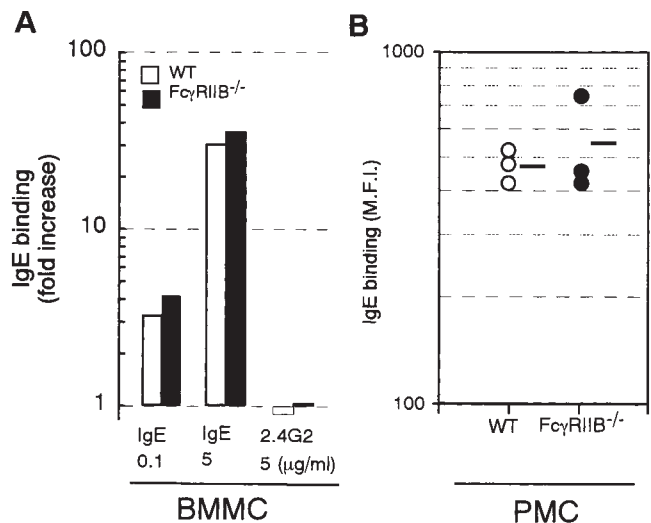 A
100
WT
FcγRIIB-/-
10
1
IgE binding
(fold increase)
IgE IgE 2.4G2
0.1 5 5 (μg/ml)
BMMC
B
1000
100
IgE binding (M.F.I.)
WT FcγRIIB-/-
PMC